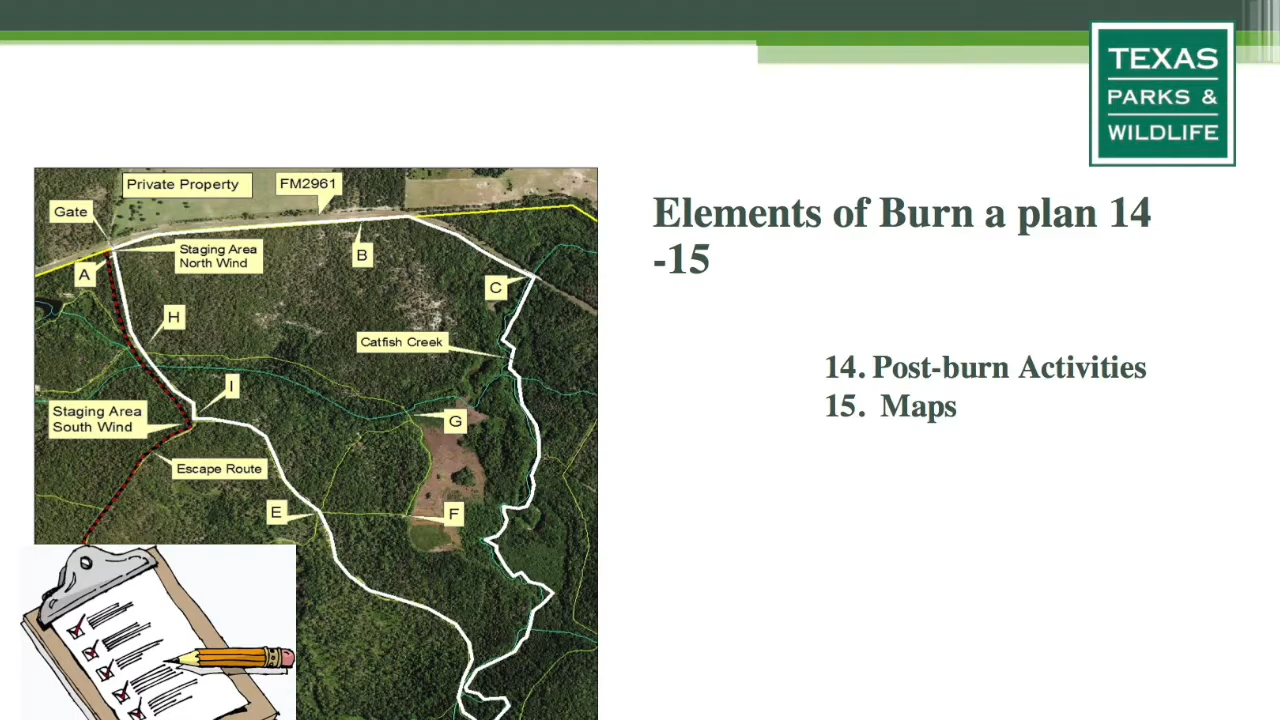 TEXAS
PARKS &
WILDLIFE
Private Property
FM2961
Gate
Staging Area
North Wind
A
B
C
H
Catfish Creek
I
Staging Area
South Wind
G
Escape Route
E
F
Elements of Burn a plan 14
-15
14. Post-burn Activities
15. Maps